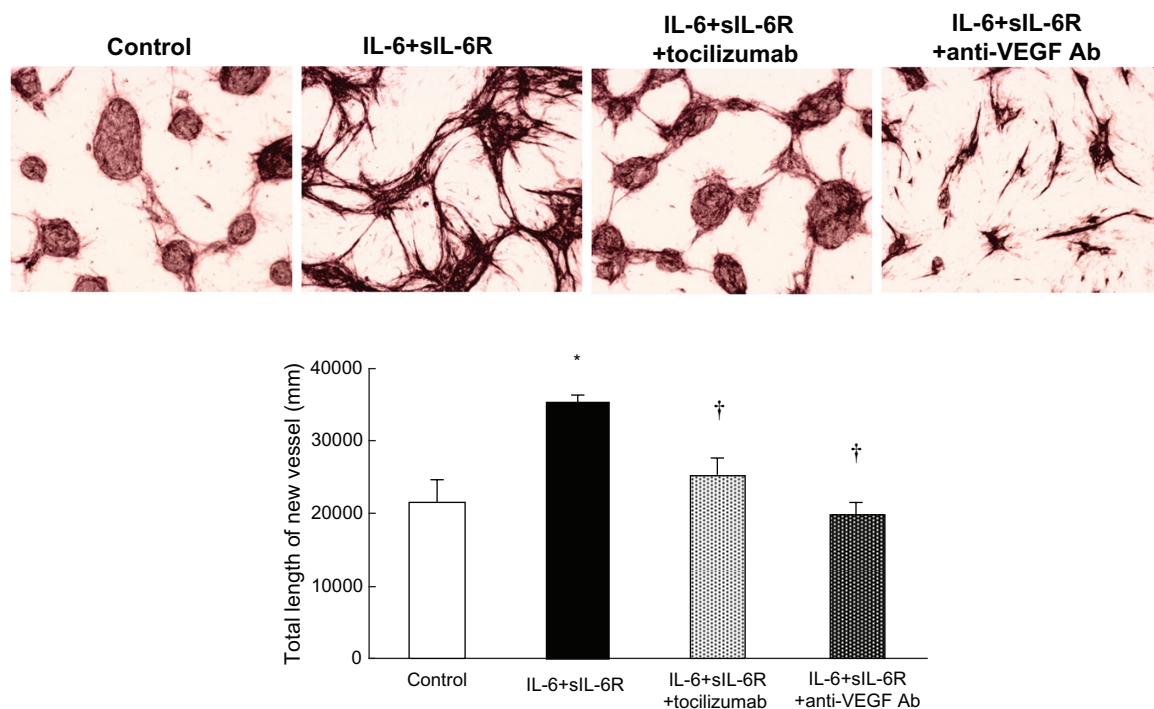 Control
IL-6+sIL-6R
IL-6+sIL-6R
+tocilizumab
IL-6+sIL-6R
+anti-VEGF Ab
Total length of new vessel (mm)
40000
30000
20000
10000
0
*
†
†
Control
IL-6+sIL-6R
IL-6+sIL-6R
+tocilizumab
IL-6+sIL-6R
+anti-VEGF Ab